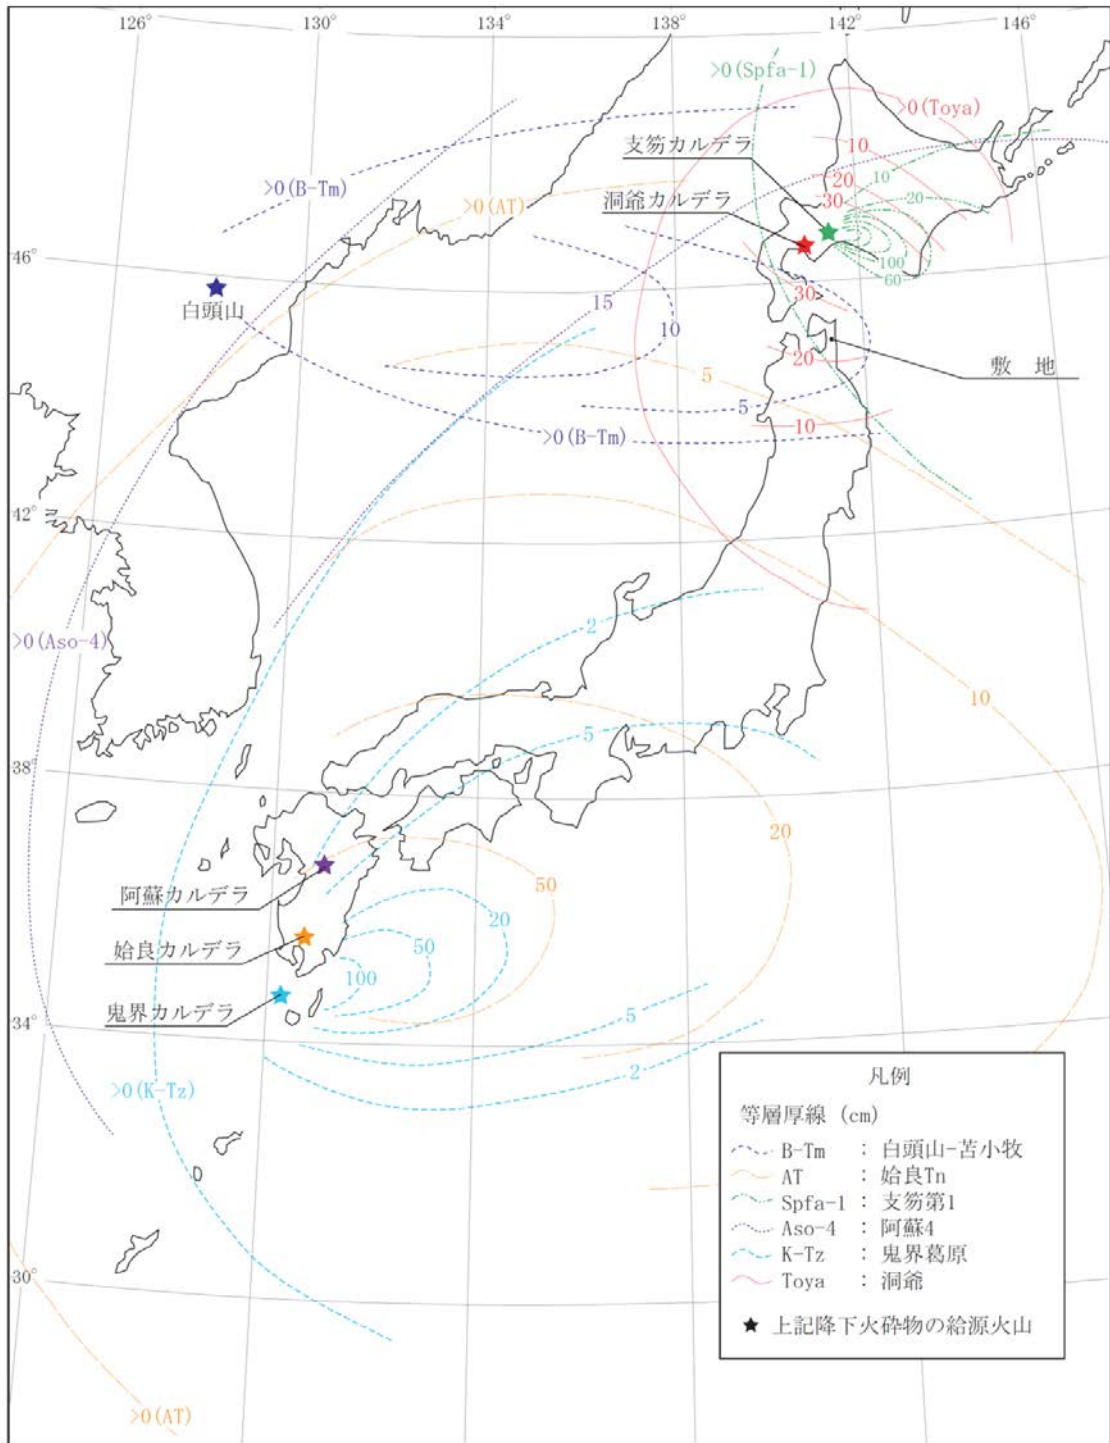 126° 130° 134° 138° 142° 146°
>0(Spfa-1)
>0(Toya)
支笏カルデラ
10
10
>0(B-Tm)
20
20
>0(AT)
洞爺カルデラ
30
46°
100
60
白頭山
15
30
10
20
敷 地
5
5
10
>0(B-Tm)
42°
2
>0(Aso-4)
10
5
38°
20
50
阿蘇カルデラ
20
始良カルデラ
50
100
鬼界カルデラ
5
34°
2
>0(K-Tz)
凡例
等層厚線 (cm)
B-Tm : 白頭山-苫小牧
AT : 姶良Tn
Spfa-1 : 支笏第1
Aso-4 : 阿蘇4
K-Tz : 鬼界葛原
Toya : 洞爺
30°
★ 上記降下火砕物の給源火山
>0(AT)